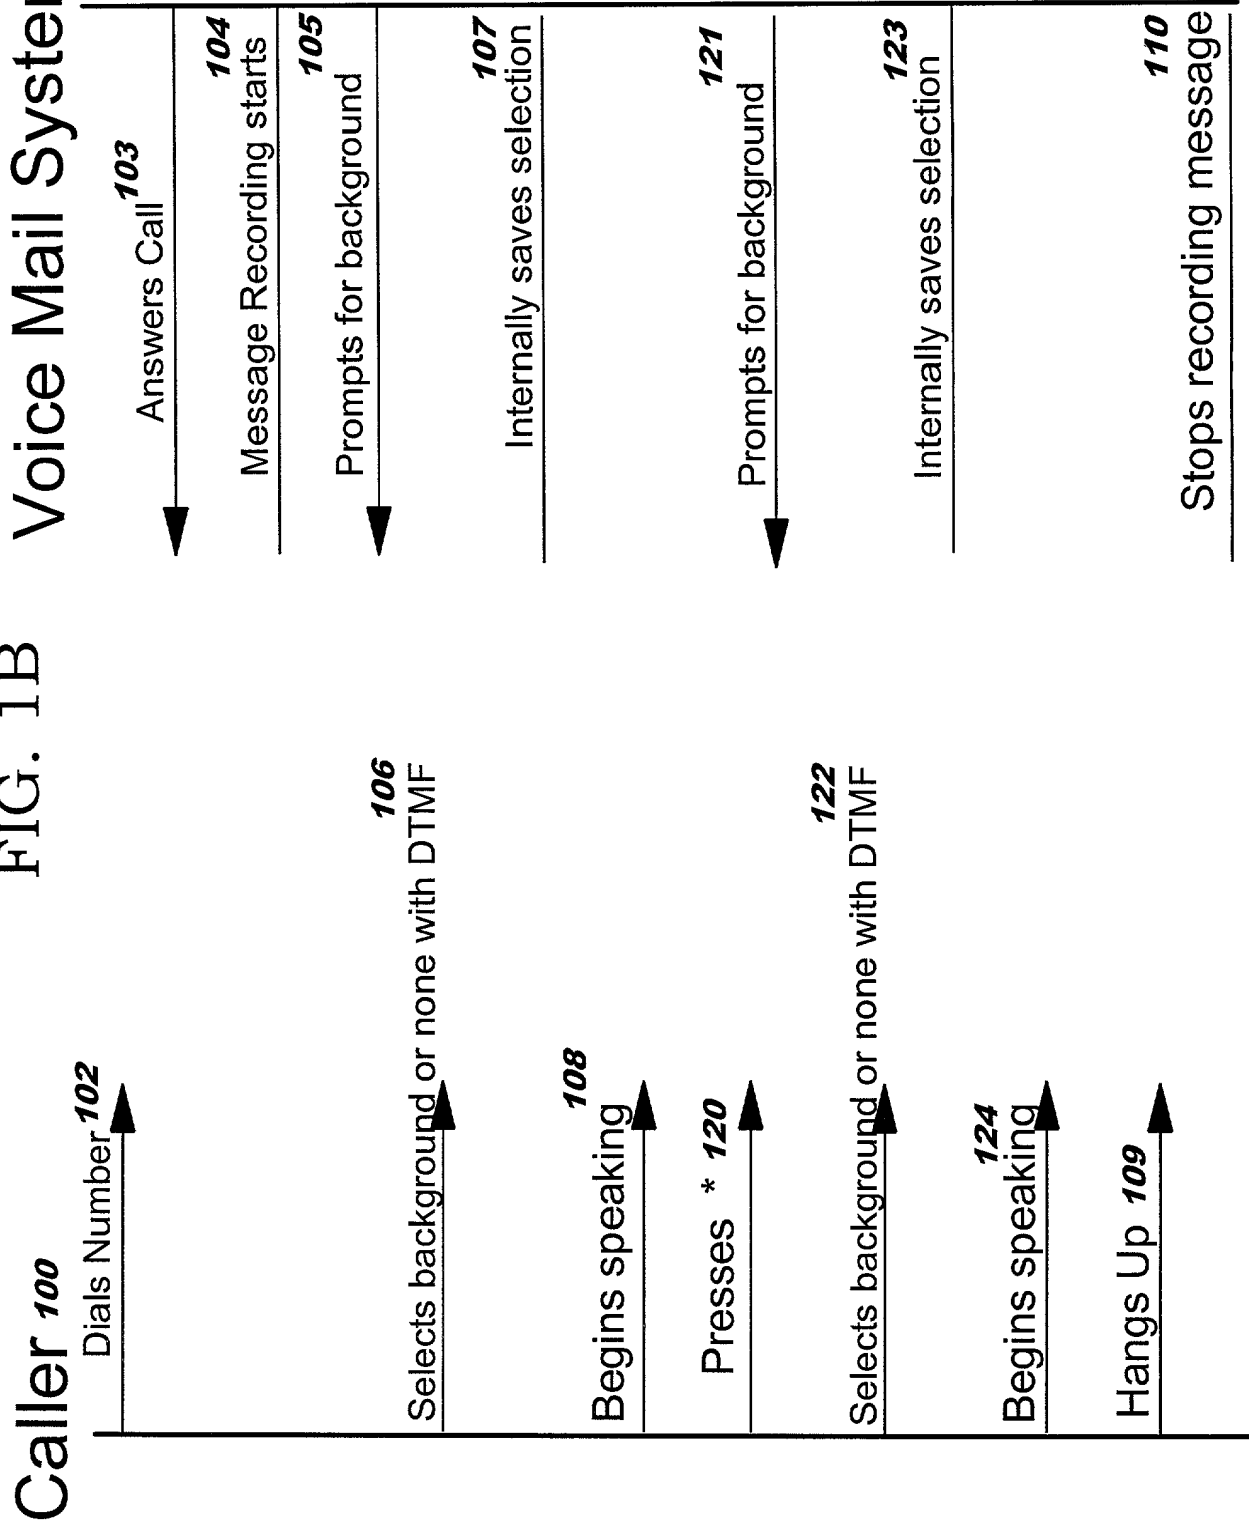 FIG. 1B
Caller 100
Voice Mail
Dials Number 102
Answers Call 103
Message Recording starts 104
Prompts for background 105
Selects background or none with DTMF 106
Internally saves selection 107
Begins speaking 108
Presses * 120
Prompts for background 121
Selects background or none with DTMF 122
Internally saves selection 123
Begins speaking 124
Hangs Up 109
Stops recording message 110